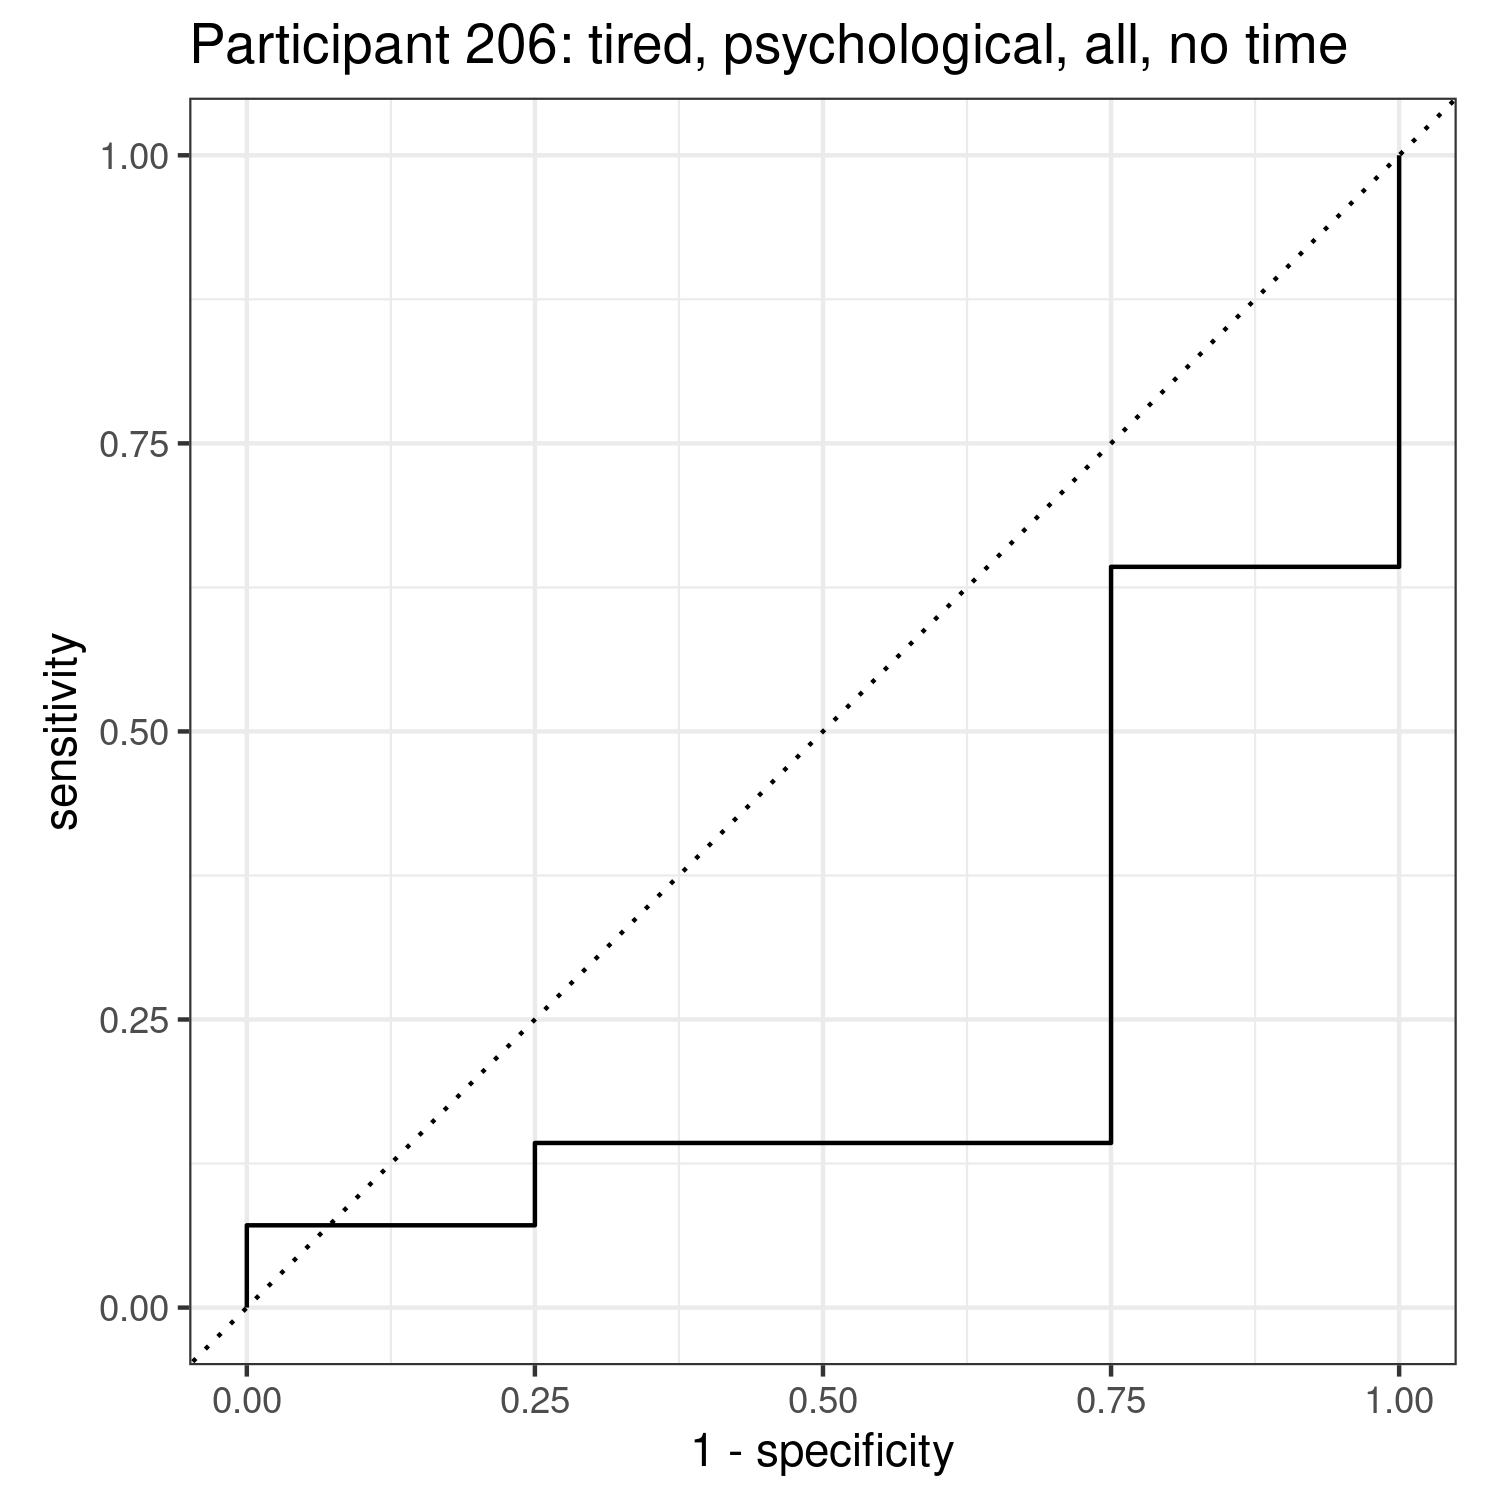 Participant 206: tired, psychological, all, no time
1.00
0.75
0.50
0.25
0.00
sensitivity
0.00 0.25 0.50 0.75 1.00
1 - specificity